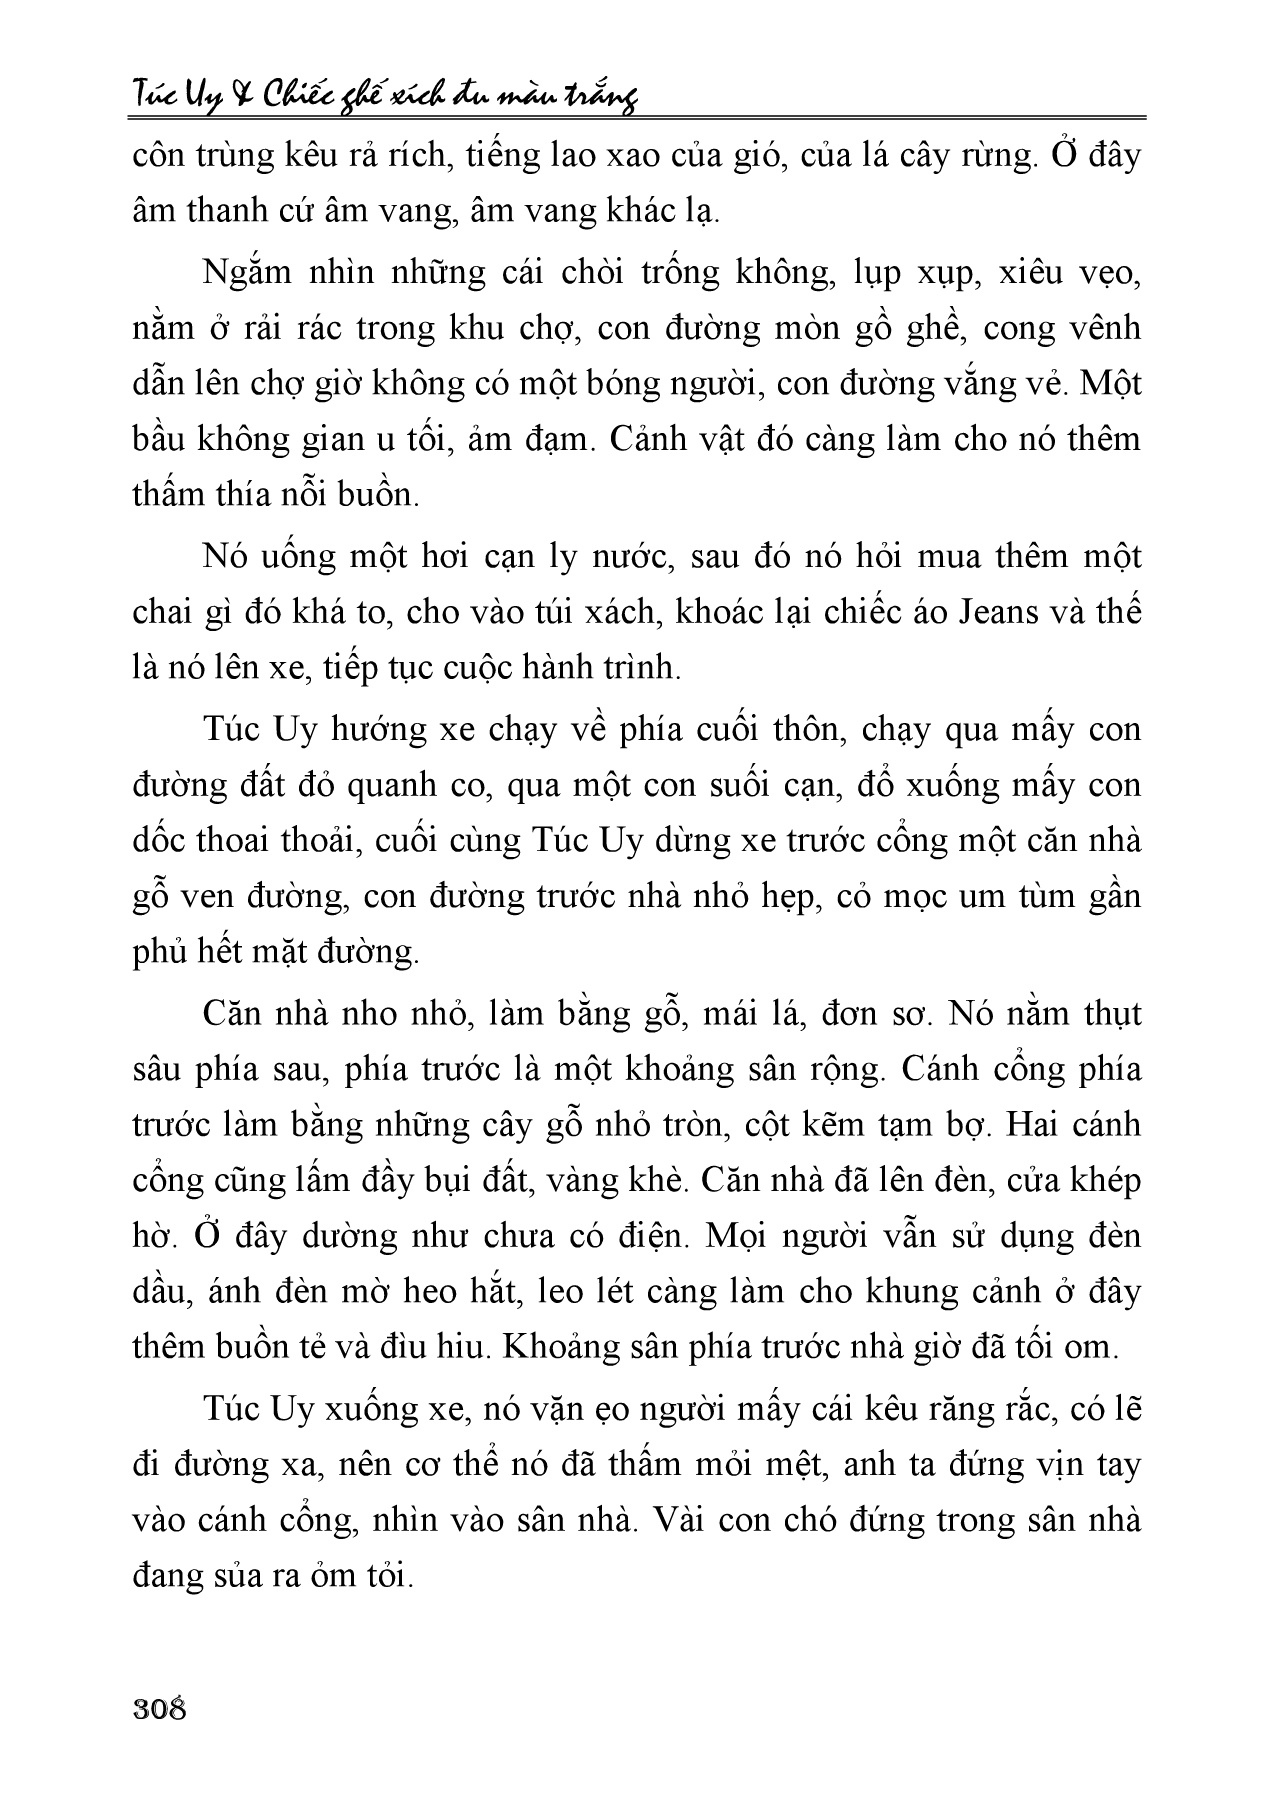 Túc Uy & Chiếc ghế xích đu màu trắng
côn trùng kêu rả rích, tiếng lao xao của gió, của lá cây rừng. Ở đây
âm thanh cứ âm vang, âm vang khác lạ.
Ngắm nhìn những cái chòi trống không, lụp xụp, xiêu vẹo,
nằm ở rải rác trong khu chợ, con đường mòn gồ ghề, cong vênh
dẫn lên chợ giờ không có một bóng người, con đường vắng vẻ. Một
bầu không gian u tối, ảm đạm. Cảnh vật đó càng làm cho nó thêm
thấm thía nỗi buồn.
Nó uống một hơi cạn ly nước, sau đó nó hỏi mua thêm một
chai gì đó khá to, cho vào túi xách, khoác lại chiếc áo Jeans và thế
là nó lên xe, tiếp tục cuộc hành trình.
Túc Uy hướng xe chạy về phía cuối thôn, chạy qua mấy con
đường đất đỏ quanh co, qua một con suối cạn, đổ xuống mấy con
dốc thoai thoải, cuối cùng Túc Uy dừng xe trước cổng một căn nhà
gỗ ven đường, con đường trước nhà nhỏ hẹp, cỏ mọc um tùm gần
phủ hết mặt đường.
Căn nhà nho nhỏ, làm bằng gỗ, mái lá, đơn sơ. Nó nằm thụt
sâu phía sau, phía trước là một khoảng sân rộng. Cánh cổng phía
trước làm bằng những cây gỗ nhỏ tròn, cột kẽm tạm bợ. Hai cánh
cổng cũng lấm đầy bụi đất, vàng khè. Căn nhà đã lên đèn, cửa khép
hờ. Ở đây dường như chưa có điện. Mọi người vẫn sử dụng đèn
dầu, ánh đèn mờ heo hắt, leo lét càng làm cho khung cảnh ở đây
thêm buồn tẻ và đìu hiu. Khoảng sân phía trước nhà giờ đã tối om.
Túc Uy xuống xe, nó vặn ẹo người mấy cái kêu răng rắc, có lẽ
đi đường xa, nên cơ thể nó đã thấm mỏi mệt, anh ta đứng vịn tay
vào cánh cổng, nhìn vào sân nhà. Vài con chó đứng trong sân nhà
đang sủa ra ỏm tỏi.
308